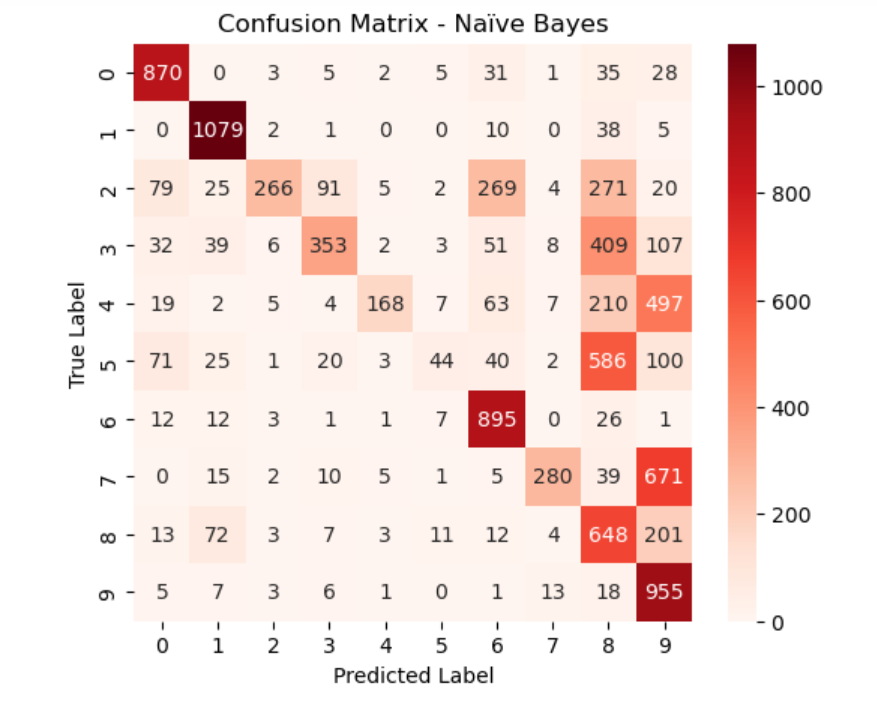 Confusion Matrix - Naïve Bayes
0 870 0 3 5 2 5 31 1 35 28
1 0 1079 2 1 0 0 10 0 38 5
2 79 25 266 91 5 2 269 4 271 20
3 32 39 6 353 2 3 51 8 409 107
4 19 2 5 4 168 7 63 7 210 497
5 71 25 1 20 3 44 40 2 586 100
6 12 12 3 1 1 7 895 0 26 1
7 0 15 2 10 5 1 5 280 39 671
8 13 72 3 7 3 11 12 4 648 201
9 5 7 3 6 1 0 1 13 18 955
0 1 2 3 4 5 6 7 8 9
Predicted Label
True Label
1000
800
600
400
200
0